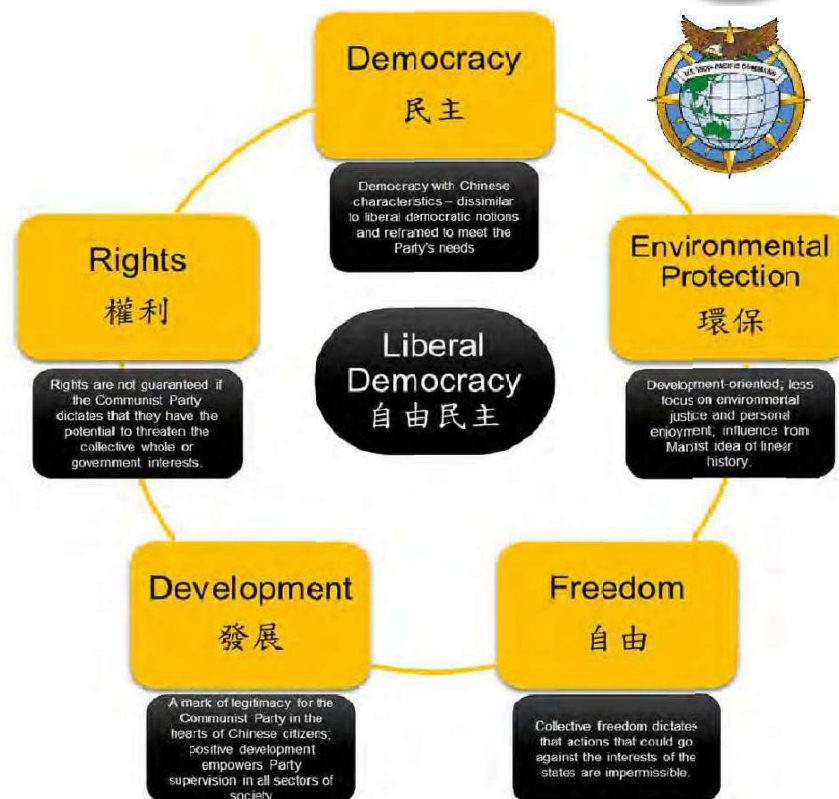 Democracy
民主
Democracy with Chinese
characteristics – dissimilar
to liberal democratic notions
and reframed to meet the
Party's needs
U.S. INDO-PACIFIC COMMAND
Environmental
Protection
環保
Development-oriented; less
focus on environmental
justice and personal
enjoyment; influence from
Marxist idea of linear
history.
Freedom
自由
Collective freedom dictates
that actions that could go
against the interests of the
states are impermissible.
Development
發展
A mark of legitimacy for the
Communist Party in the
hearts of Chinese citizens;
positive development
empowers Party
supervision in all sectors of
society
Rights
權利
Rights are not guaranteed if
the Communist Party
dictates that they have the
potential to threaten the
collective whole or
government interests.
Liberal
Democracy
自由民主